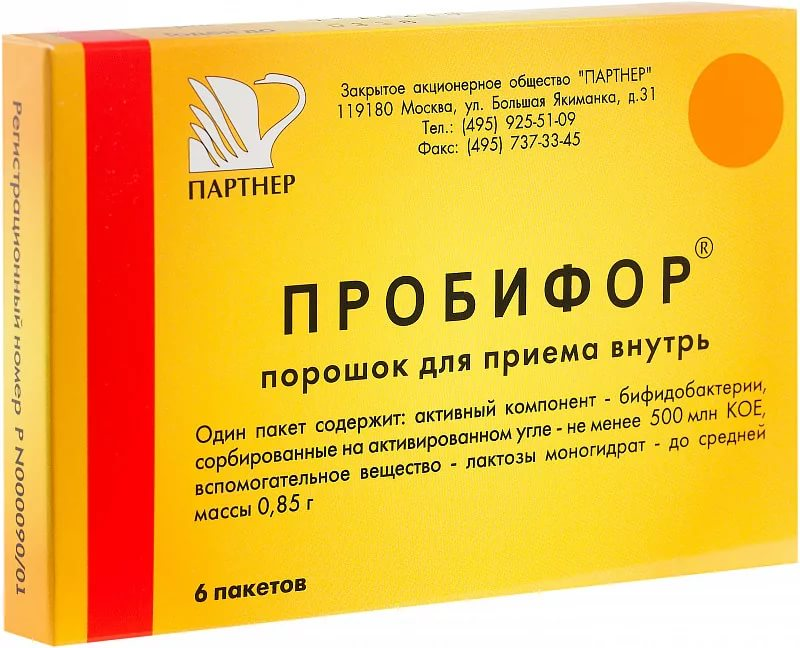 Закрытое акционерное общество "ПАРТНЕР"
119180 Москва, ул. Большая Якиманка, д.31
Тел.: (495) 925-51-09
Факс: (495) 737-33-45
ПАРТНЕР
ПРОБИФОР®
порошок для приема внутрь
Один пакет содержит: активный компонент - бифидобактерии,
сорбированные на активированном угле - не менее 500 млн КОЕ,
вспомогательное вещество - лактозы моногидрат - до средней
массы 0,85 г
6 пакетов
Регистрационный номер Р N000090/01